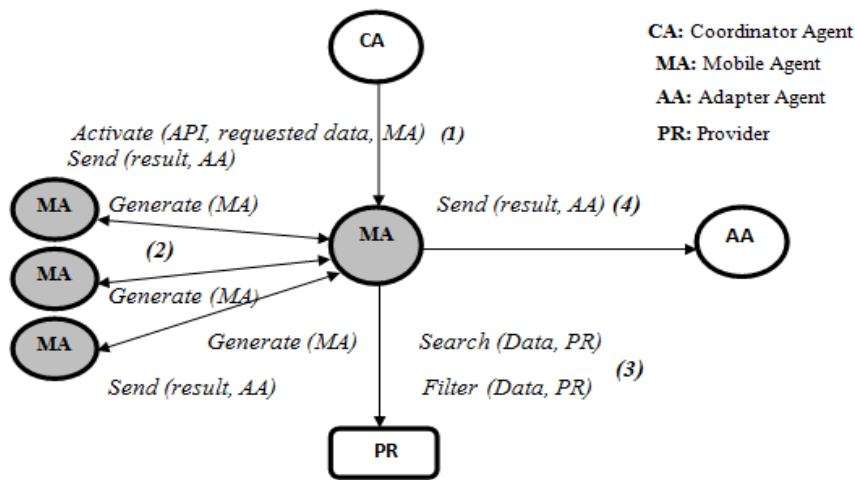 CA
CA: Coordinator Agent
MA: Mobile Agent
AA: Adapter Agent
PR: Provider
Activate (API, requested data, MA) (1)
Send (result, AA)
MA
Generate (MA)
MA
Send (result, AA) (4)
AA
(2)
MA
Generate (MA)
MA
Generate (MA)
Search (Data, PR)
(3)
Send (result, AA)
Filter (Data, PR)
PR